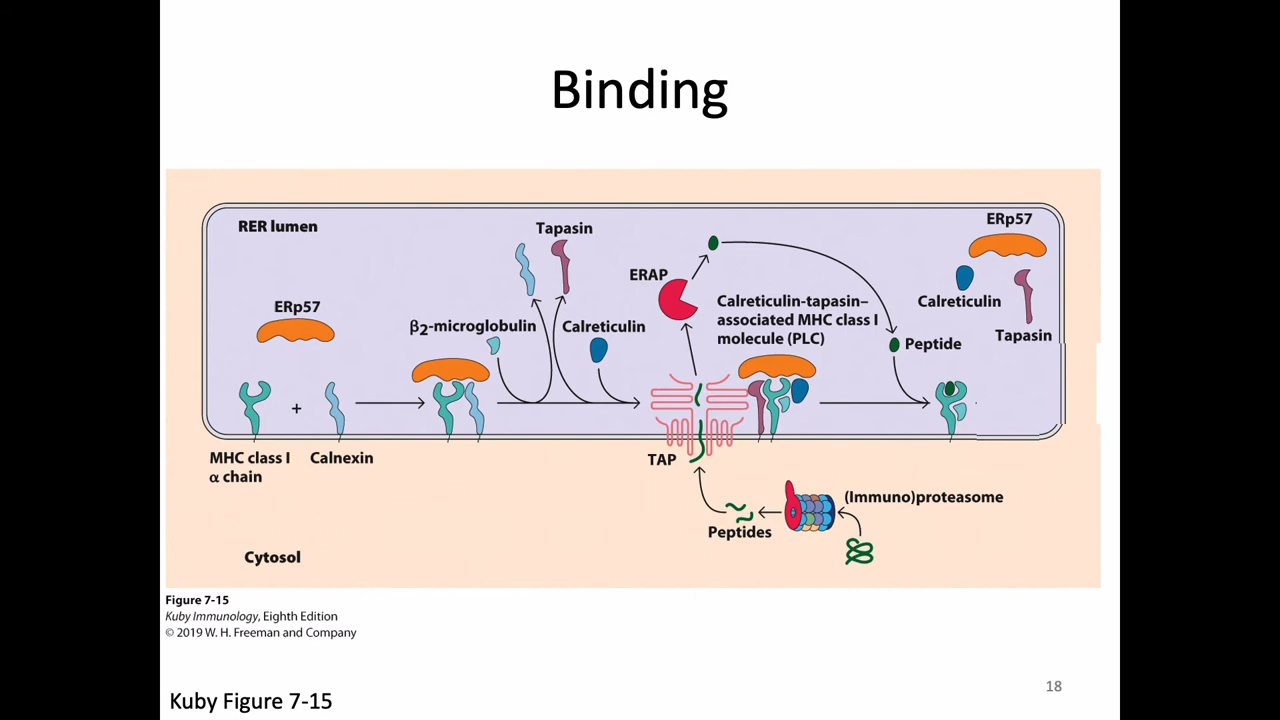 Binding
RER lumen
Tapasin
ERp57
ERAP
ERp57
β2-microglobulin
Calreticulin
Calreticulin-tapasin–
associated MHC class I
molecule (PLC)
Calreticulin
Tapasin
Peptide
+
MHC class I
α chain
Calnexin
TAP
(Immuno)proteasome
Peptides
Cytosol
Figure 7-15
Kuby Immunology, Eighth Edition
© 2019 W. H. Freeman and Company
18
Kuby Figure 7-15